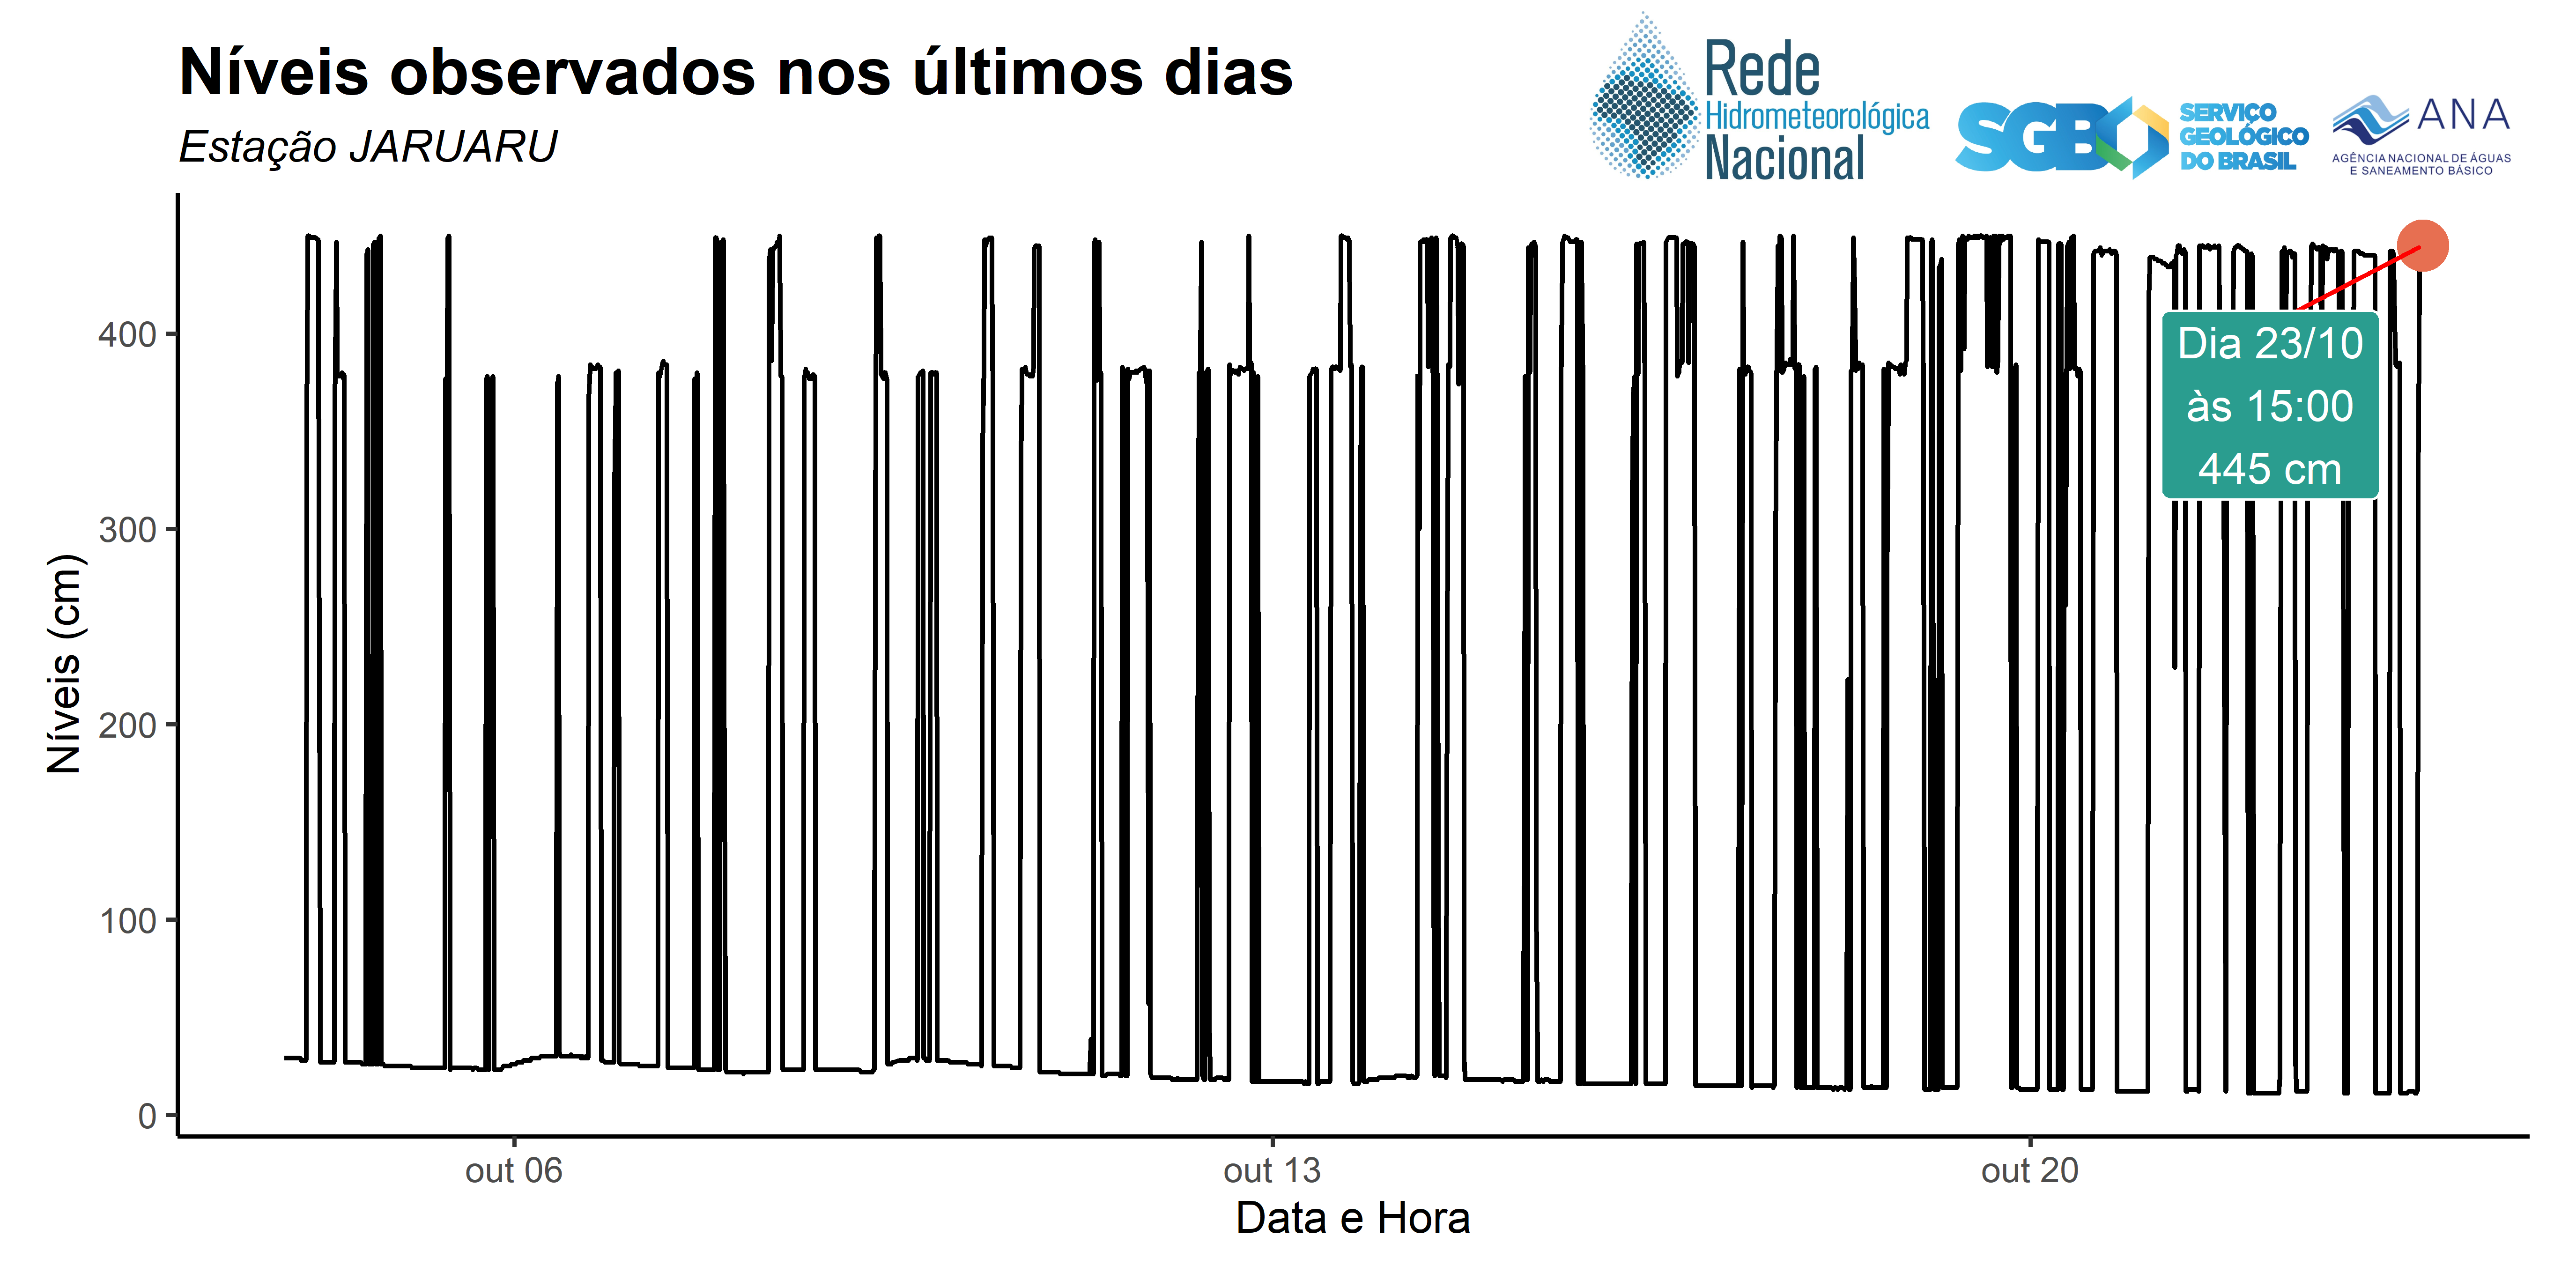 Níveis observados nos últimos dias
Estação JARUARU
Rede
Hidrometeorológica
Nacional
SGB
SERVIÇO
GEOLÓGICO
DO BRASIL
ANA
AGÊNCIA NACIONAL DE ÁGUAS
E SANEAMENTO BÁSICO
Níveis (cm)
400
300
200
100
0
Dia 23/10
às 15:00
445 cm
out 06
out 13
out 20
Data e Hora